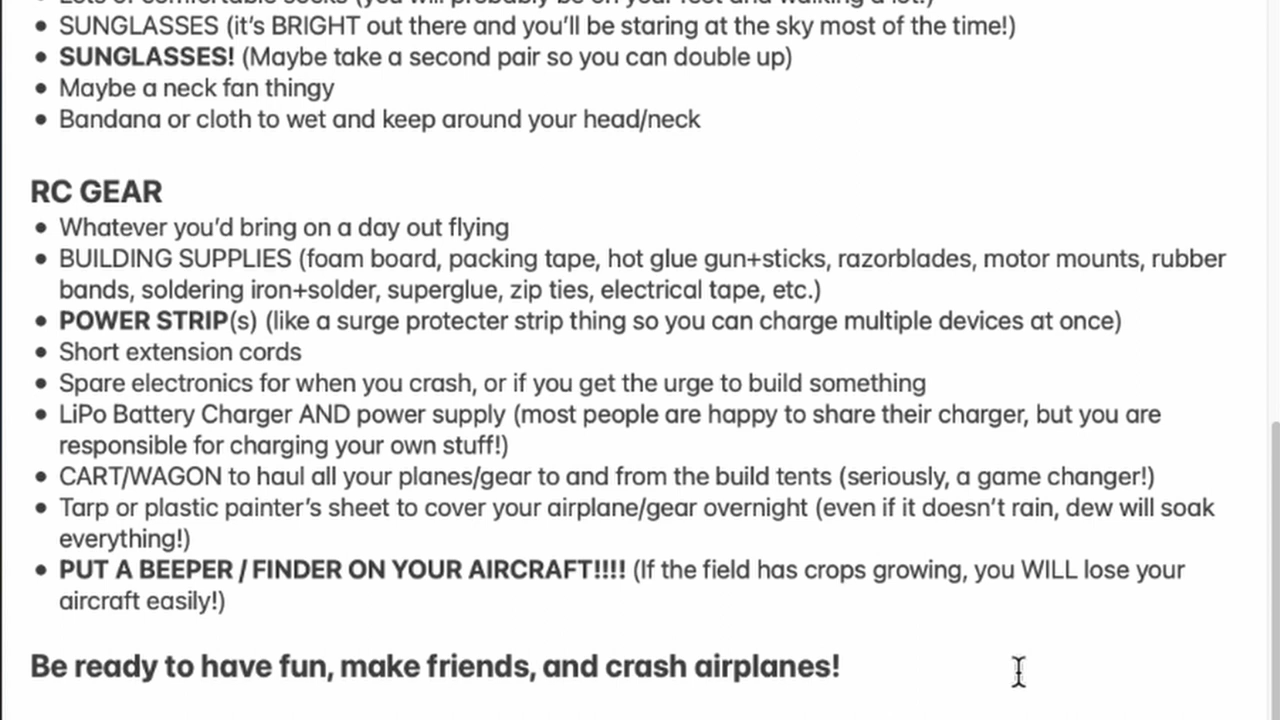 • SUNGLASSES (it's BRIGHT out there and you'll be staring at the sky most of the time!)
• SUNGLASSES! (Maybe take a second pair so you can double up)
• Maybe a neck fan thingy
• Bandana or cloth to wet and keep around your head/neck
RC GEAR
• Whatever you'd bring on a day out flying
• BUILDING SUPPLIES (foam board, packing tape, hot glue gun+sticks, razorblades, motor mounts, rubber
bands, soldering iron+solder, superglue, zip ties, electrical tape, etc.)
• POWER STRIP(s) (like a surge protecter strip thing so you can charge multiple devices at once)
• Short extension cords
• Spare electronics for when you crash, or if you get the urge to build something
• LiPo Battery Charger AND power supply (most people are happy to share their charger, but you are
responsible for charging your own stuff!)
• CART/WAGON to haul all your planes/gear to and from the build tents (seriously, a game changer!)
• Tarp or plastic painter's sheet to cover your airplane/gear overnight (even if it doesn't rain, dew will soak
everything!)
• PUT A BEEPER / FINDER ON YOUR AIRCRAFT!!!! (If the field has crops growing, you WILL lose your
aircraft easily!)
Be ready to have fun, make friends, and crash airplanes!